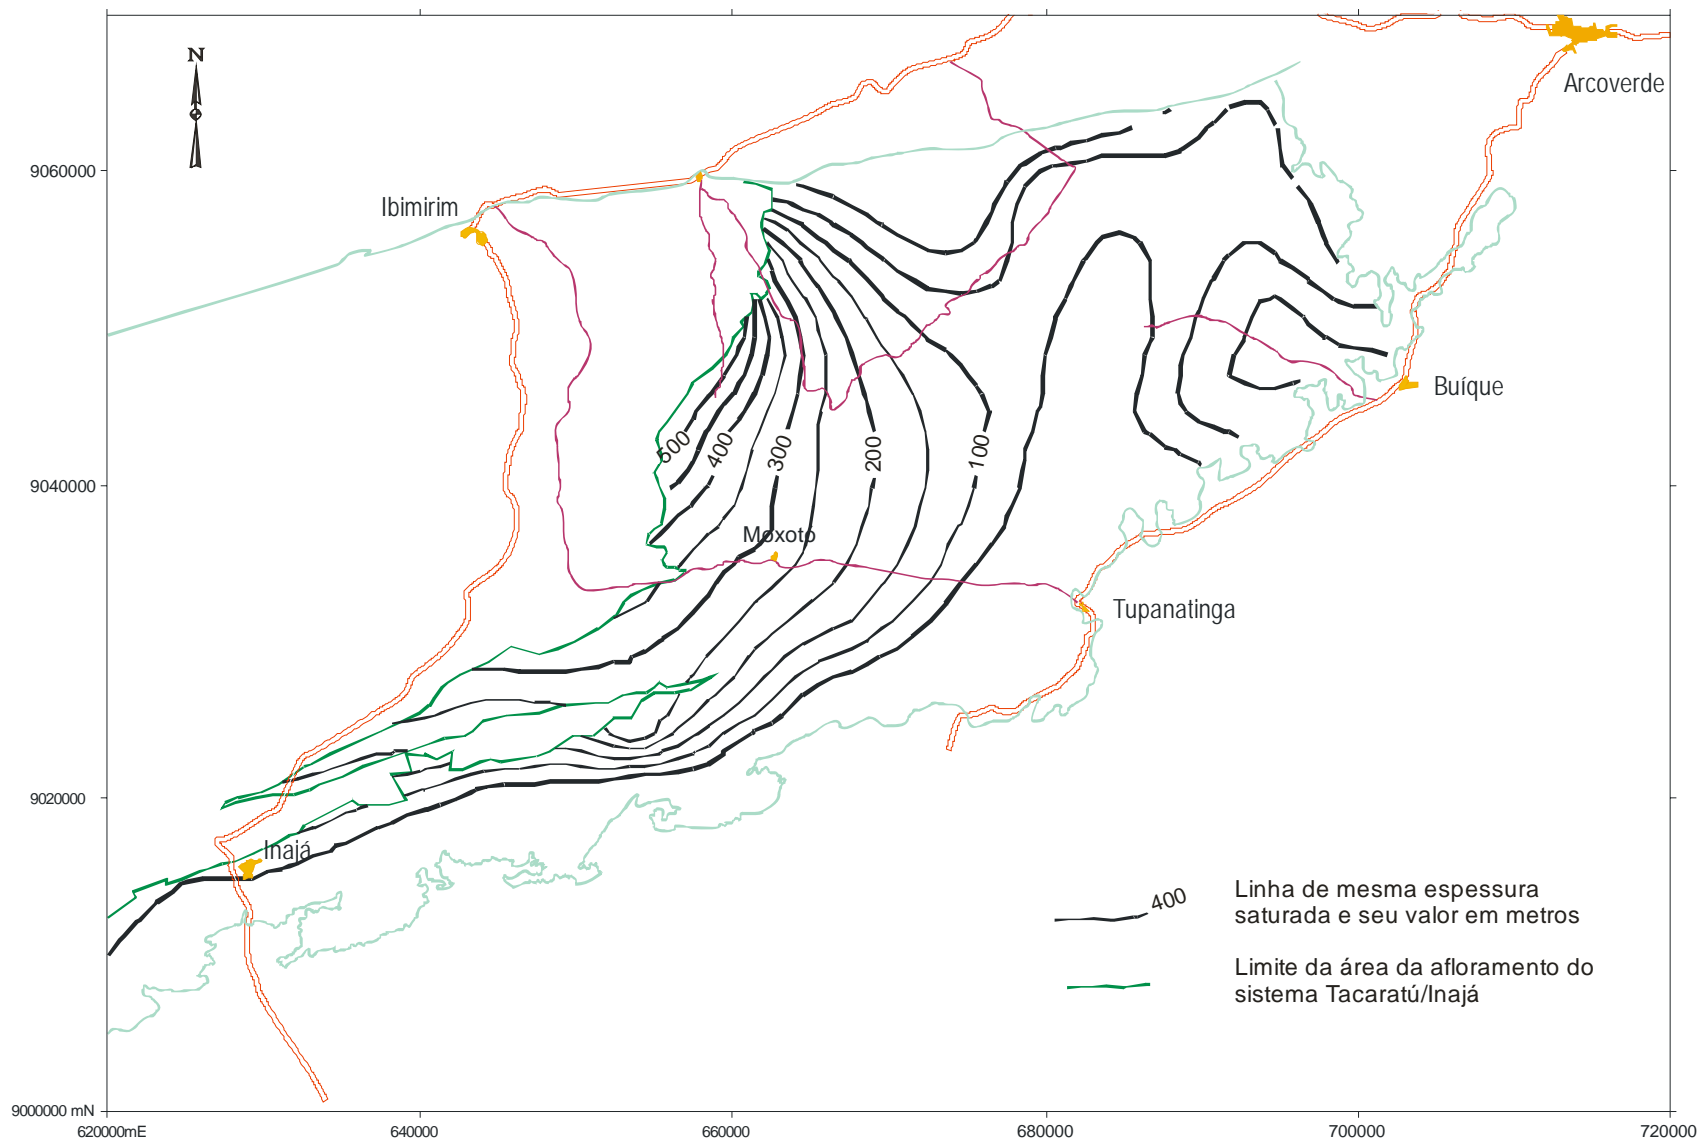 N
Arcoverde
9060000
Ibimirim
Buíque
500
400
300
200
100
9040000
Moxotó
Tupanatinga
9020000
Inajá
400
Linha de mesma espessura
saturada e seu valor em metros
Limite da área da afloramento do
sistema Tacaratú/Inajá
9000000 mN
620000mE
640000
660000
680000
700000
720000